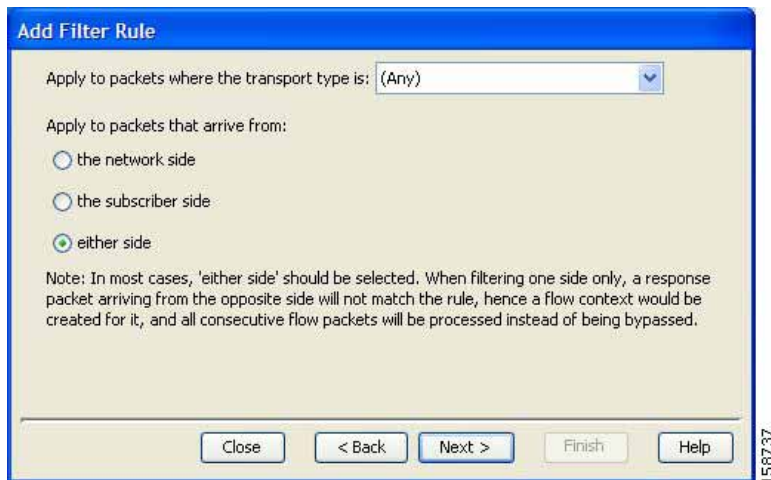 Add Filter Rule
Apply to packets where the transport type is: (Any)
Apply to packets that arrive from:
the network side
the subscriber side
either side
Note: In most cases, 'either side' should be selected. When filtering one side only, a response
packet arriving from the opposite side will not match the rule, hence a flow context would be
created for it, and all consecutive flow packets will be processed instead of being bypassed.
Close < Back Next > Finish Help
158737